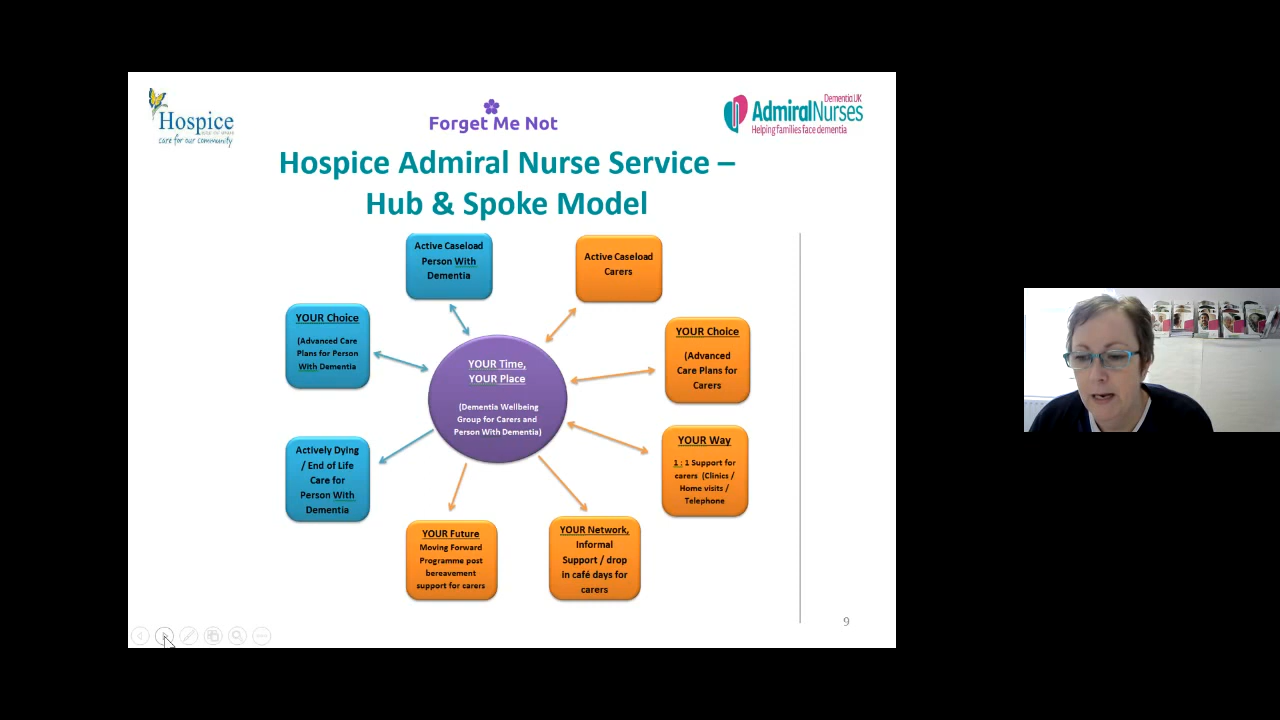 Hospice
care for our community
Forget Me Not
Dementia UK
AdmiralNurses
Helping families face dementia
Hospice Admiral Nurse Service –
Hub & Spoke Model
Active Caseload
Person With
Dementia
Active Caseload
Carers
YOUR Choice
(Advanced Care
Plans for Person
With Dementia
YOUR Choice
(Advanced
Care Plans for
Carers
YOUR Time,
YOUR Place
(Dementia Wellbeing
Group for Carers and
Person With Dementia)
YOUR Way
1 : 1 Support for
carers (Clinics /
Home visits /
Telephone
Actively Dying
/ End of Life
Care for
Person With
Dementia
YOUR Future
Moving Forward
Programme post
bereavement
support for carers
YOUR Network,
Informal
Support / drop
in café days for
carers
9